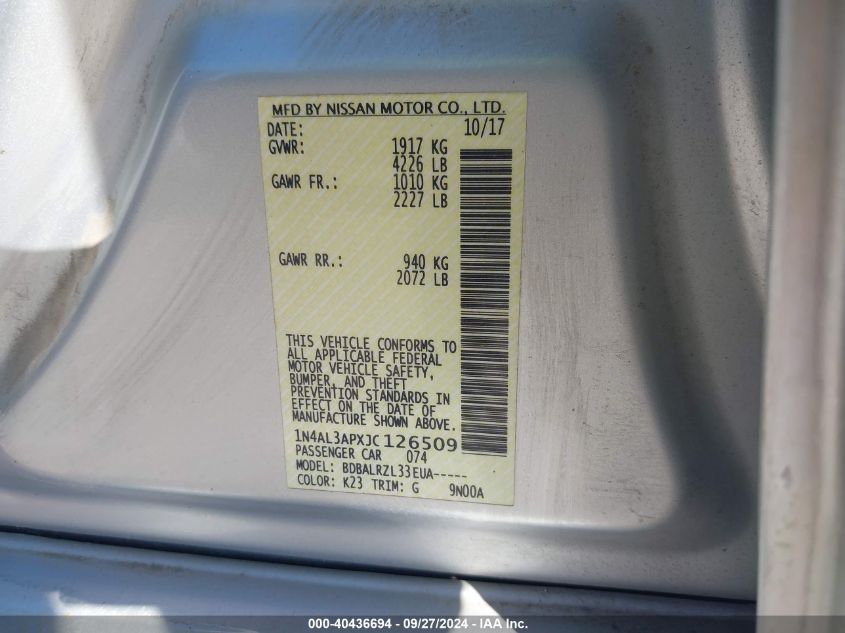 MFD BY NISSAN MOTOR CO., LTD.
DATE: 10/17
GVWR: 1917 KG
4226 LB
GAWR FR.: 1010 KG
2227 LB
GAWR RR.: 940 KG
2072 LB
THIS VEHICLE CONFORMS TO
ALL APPLICABLE FEDERAL
MOTOR VEHICLE SAFETY,
BUMPER, AND THEFT
PREVENTION STANDARDS IN
EFFECT ON THE DATE OF
MANUFACTURE SHOWN ABOVE.
1N4AL3APXJC126509
PASSENGER CAR 074
MODEL: BDBALRZL33EUA-----
COLOR: K23 TRIM: G 9N00A
000-40436694 - 09/27/2024 - IAA Inc.